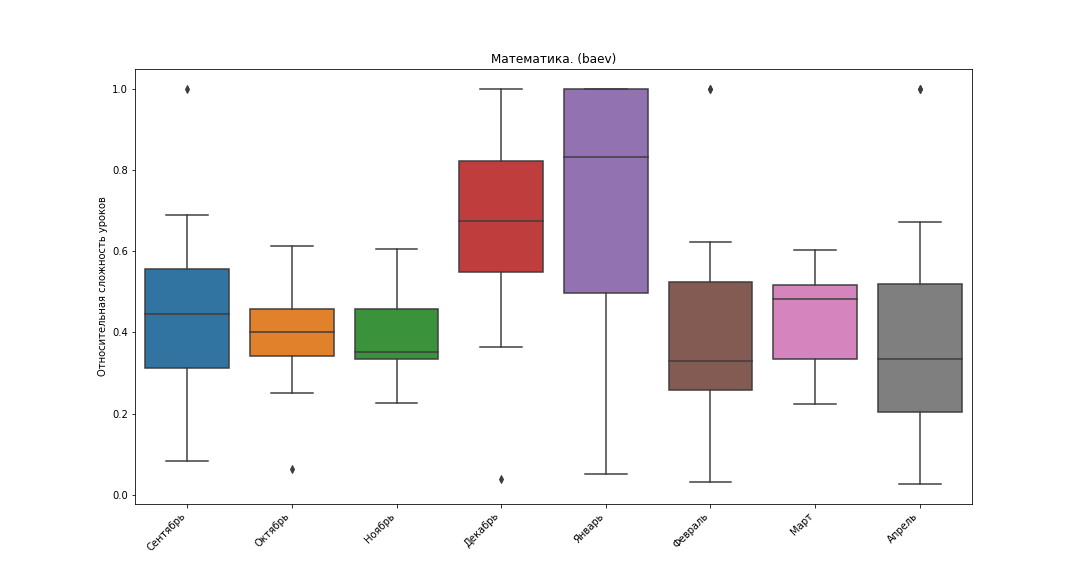 Математика. (baev)
Относительная сложность уроков
1.0
0.8
0.6
0.4
0.2
0.0
Сентябрь
Октябрь
Ноябрь
Декабрь
Январь
Февраль
Март
Апрель